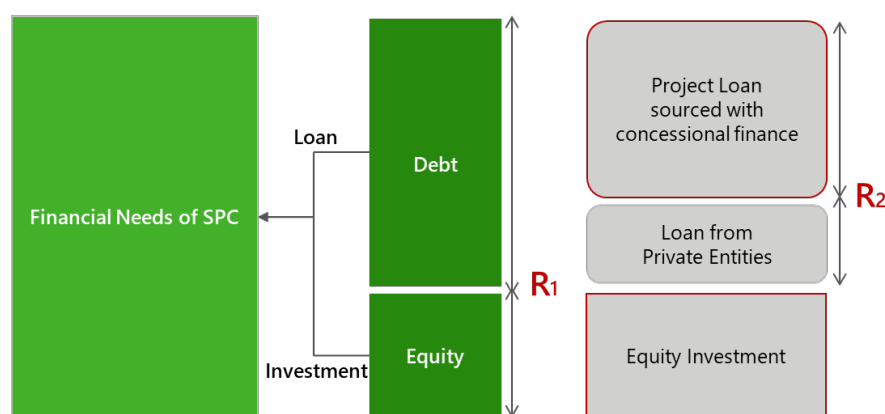 Financial Needs of SPC
Loan
Investment
Debt
Equity
R1
Project Loan
sourced with
concessional finance
Loan from
Private Entities
Equity Investment
R2